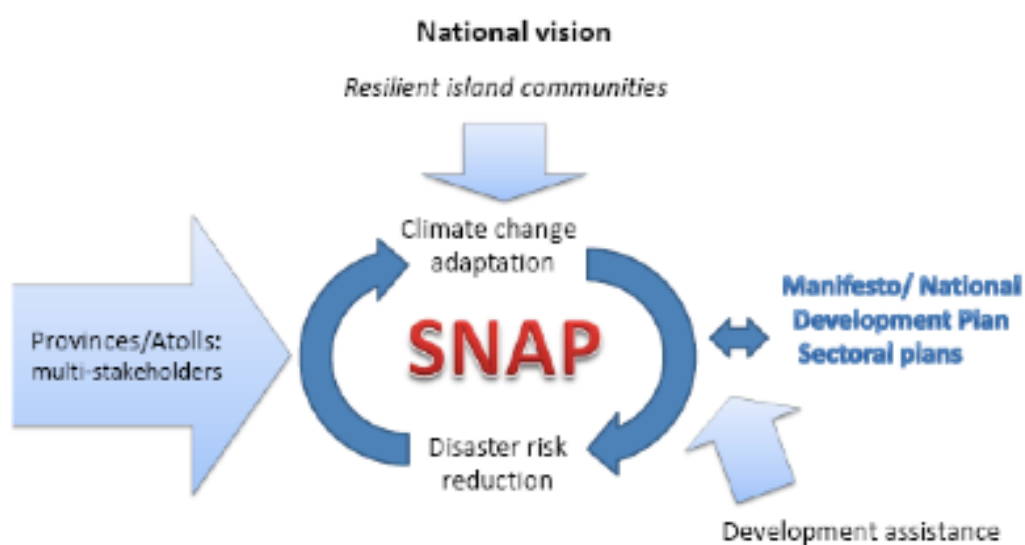 National vision
Resilient island communities
Climate change
adaptation
Provinces/Atolls:
multi-stakeholders
SNAP
Manifesto/ National
Development Plan
Sectoral plans
Disaster risk
reduction
Development assistance